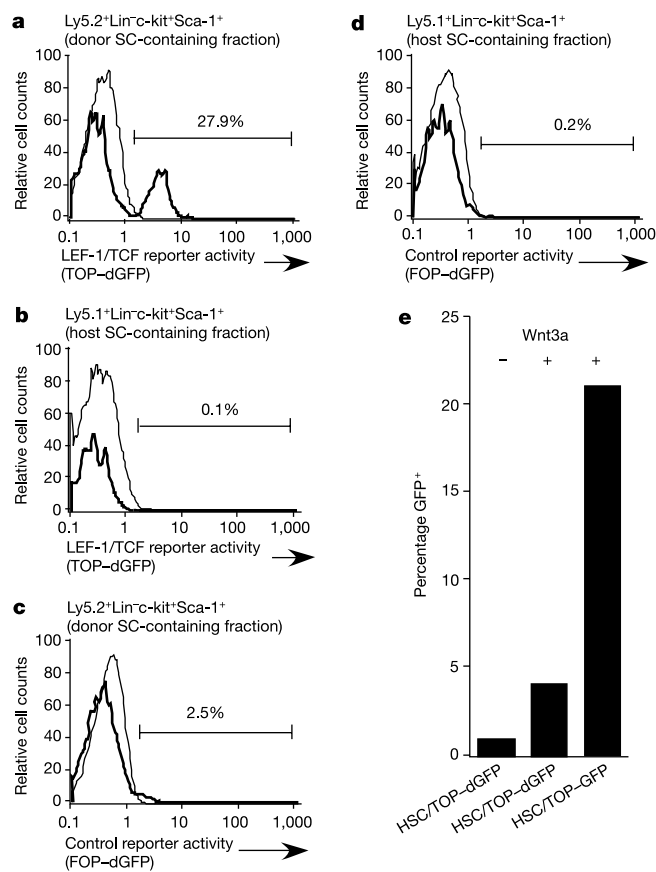 a
Ly5.2+Lin–c-kit+Sca-1+
(donor SC-containing fraction)
Relative cell counts
100
80
60
40
20
0
27.9%
0.1 1 10 100 1,000
LEF-1/TCF reporter activity
(TOP–dGFP)
b
Ly5.1+Lin–c-kit+Sca-1+
(host SC-containing fraction)
Relative cell counts
100
80
60
40
20
0
0.1%
0.1 1 10 100 1,000
LEF-1/TCF reporter activity
(TOP–dGFP)
c
Ly5.2+Lin–c-kit+Sca-1+
(donor SC-containing fraction)
Relative cell counts
100
80
60
40
20
0
2.5%
0.1 1 10 100 1,000
Control reporter activity
(FOP–dGFP)
d
Ly5.1+Lin–c-kit+Sca-1+
(host SC-containing fraction)
Relative cell counts
100
80
60
40
20
0
0.2%
0.1 1 10 100 1,000
Control reporter activity
(FOP–dGFP)
e
Wnt3a
– + +
Percentage GFP+
25
20
15
10
5
0
HSC/TOP–dGFP
HSC/TOP–dGFP
HSC/TOP–GFP